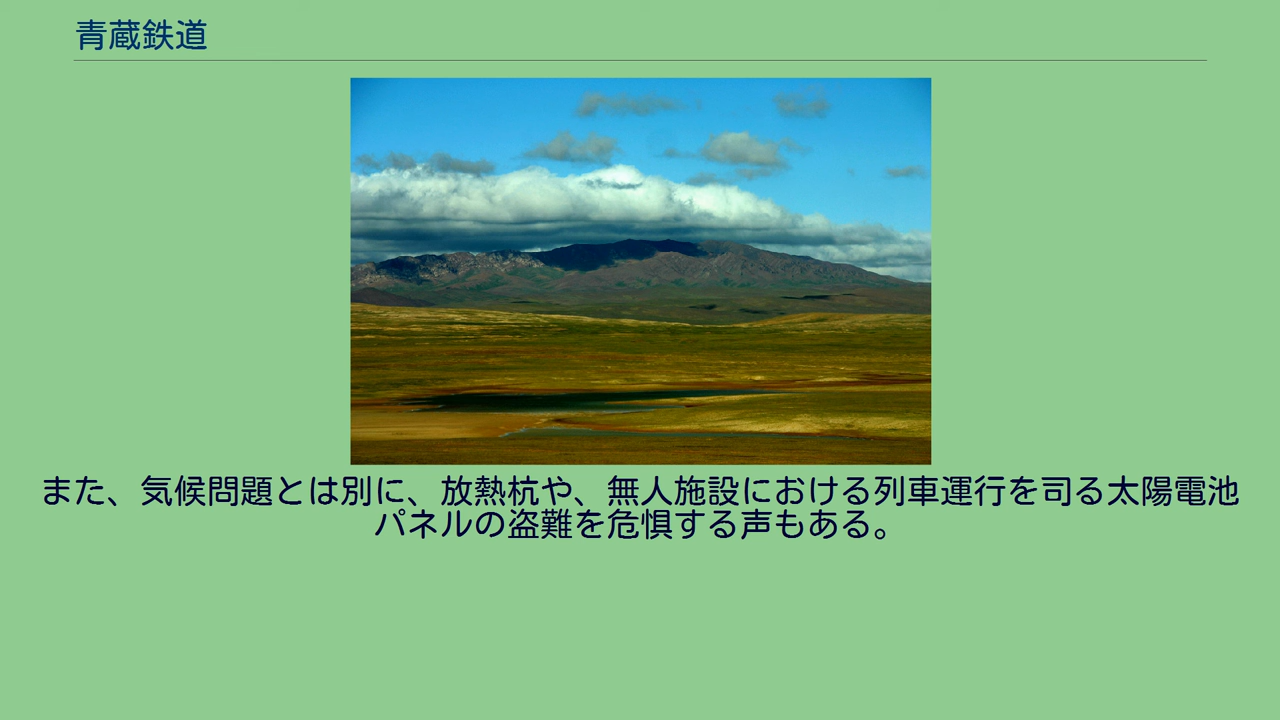 青蔵鉄道
また、気候問題とは別に、放熱杭や、無人施設における列車運行を司る太陽電池
パネルの盗難を危惧する声もある。